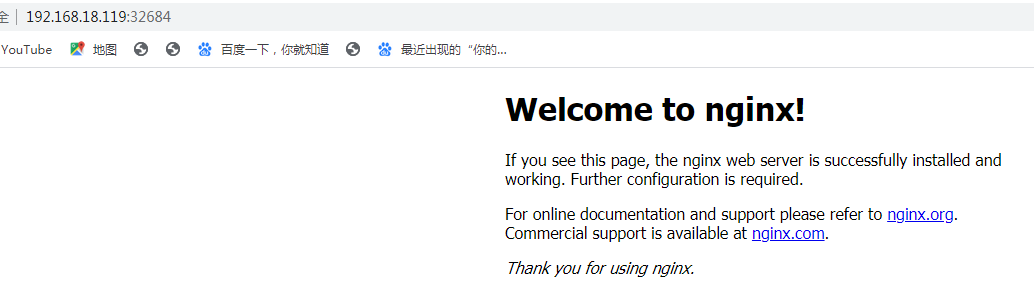 全 192.168.18.119:32684
YouTube 地图 百度一下，你就知道 最近出现的“你的...
Welcome to nginx!
If you see this page, the nginx web server is successfully installed and
working. Further configuration is required.
For online documentation and support please refer to nginx.org.
Commercial support is available at nginx.com.
Thank you for using nginx.